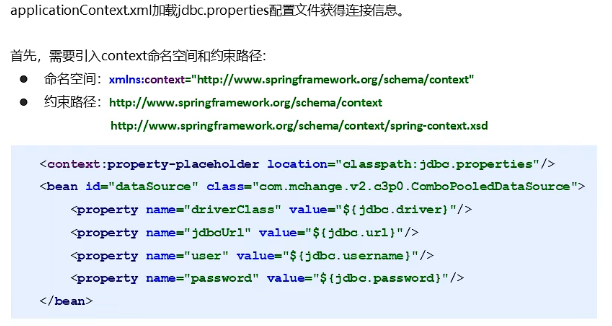 applicationContext.xml加载jdbc.properties配置文件获得连接信息。
首先，需要引入context命名空间和约束路径：
● 命名空间：xmlns:context="http://www.springframework.org/schema/context"
● 约束路径：http://www.springframework.org/schema/context
http://www.springframework.org/schema/context/spring-context.xsd
<context:property-placeholder location="classpath:jdbc.properties"/>
<bean id="dataSource" class="com.mchange.v2.c3p0.ComboPooledDataSource">
<property name="driverClass" value="${jdbc.driver}"/>
<property name="jdbcUrl" value="${jdbc.url}"/>
<property name="user" value="${jdbc.username}"/>
<property name="password" value="${jdbc.password}"/>
</bean>